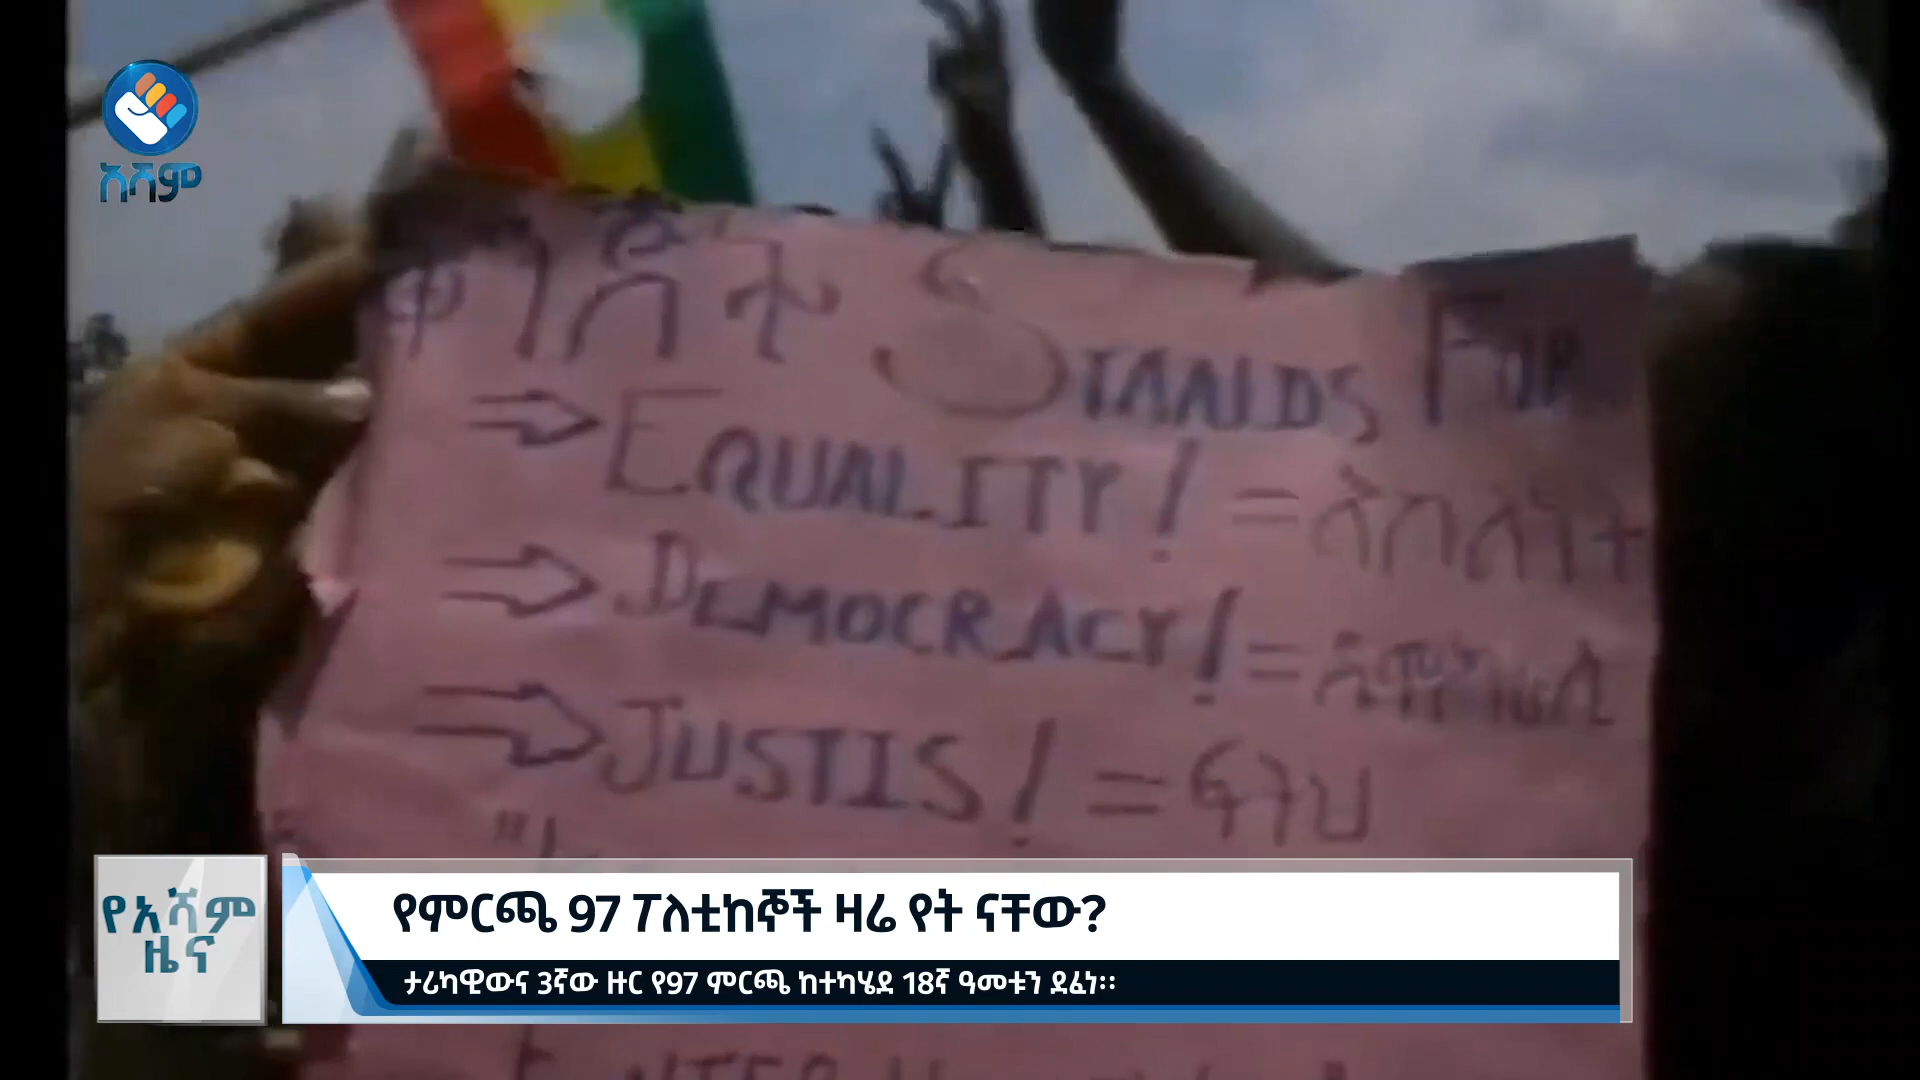 አሻም
ቅንጅት STANDS FOR
⇒ EQUALITY! = እኩልነት
⇒ DEMOCRACY! = ዲሞክራሲ
⇒ JUSTIS! = ፍትህ
የአሻም
ዜና
የምርጫ 97 ፖለቲከኞች ዛሬ የት ናቸው?
ታሪካዊውና 3ኛው ዙር የ97 ምርጫ ከተካሄደ 18ኛ ዓመቱን ደፈነ፡፡